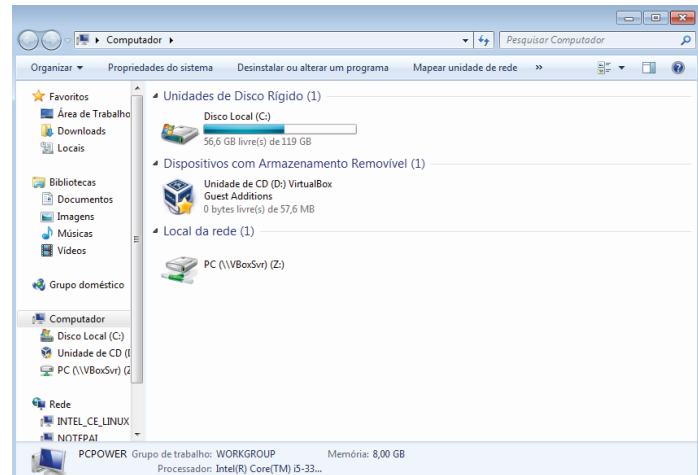 Computador
Pesquisar Computador
Organizar
Propriedades do sistema
Desinstalar ou alterar um programa
Mapear unidade de rede
»
Favoritos
Área de Trabalho
Downloads
Locais
Bibliotecas
Documentos
Imagens
Músicas
Vídeos
Grupo doméstico
Computador
Disco Local (C:)
Unidade de CD (D
PC (\\VBoxSvr) (Z
Rede
INTEL_CE_LINUX
NOTEPAI
Unidades de Disco Rígido (1)
Disco Local (C:)
56,6 GB livre(s) de 119 GB
Dispositivos com Armazenamento Removível (1)
Unidade de CD (D:) VirtualBox
Guest Additions
0 bytes livre(s) de 57,6 MB
Local da rede (1)
PC (\\VBoxSvr) (Z:)
PCPOWER Grupo de trabalho: WORKGROUP Memória: 8,00 GB
Processador: Intel(R) Core(TM) i5-33...